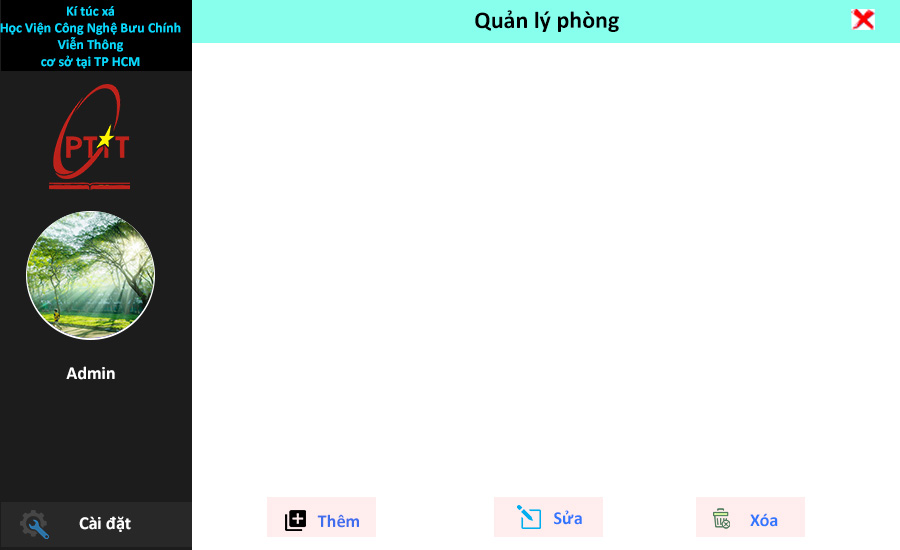 Kí túc xá
Học Viện Công Nghệ Bưu Chính
Viễn Thông
cơ sở tại TP HCM
Quản lý phòng
PTIT
Admin
Cài đặt
Thêm
Sửa
Xóa